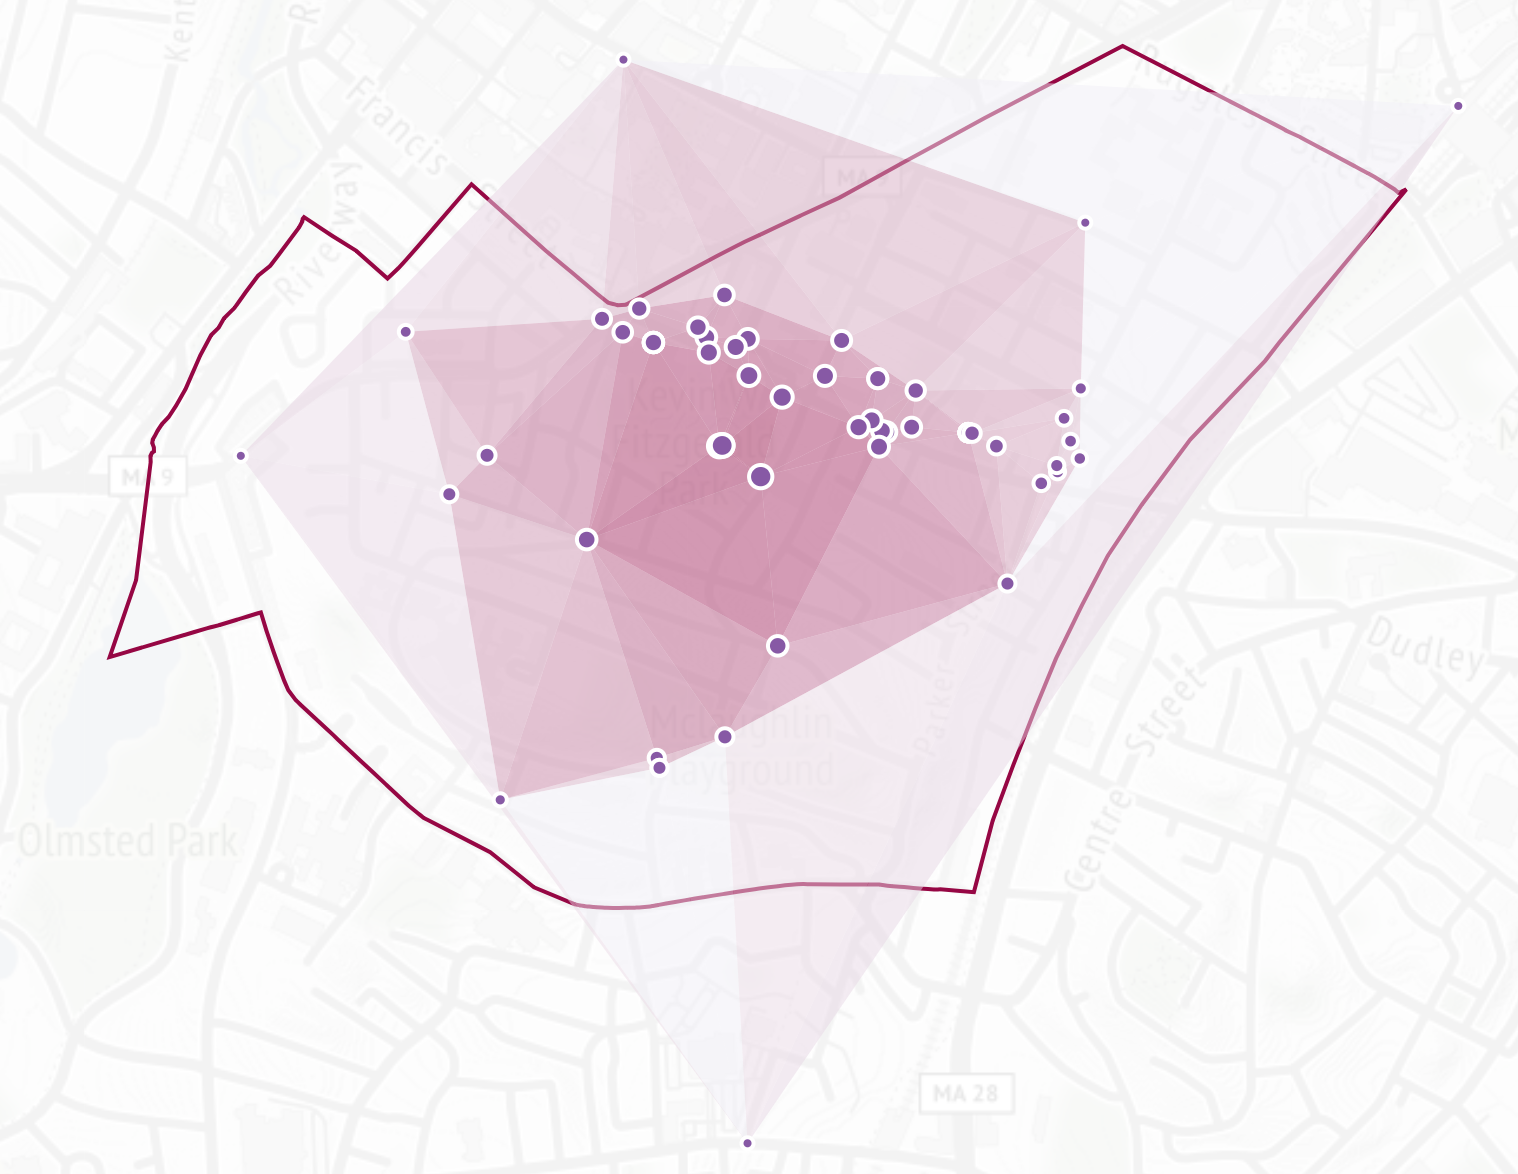 Kent
R
Francis
MA
Riverway
Kevin W.
Fitzgerald
Park
MA 9
M
Dudley
Parker St
Centre Street
McLaughlin
Playground
Olmsted Park
MA 28